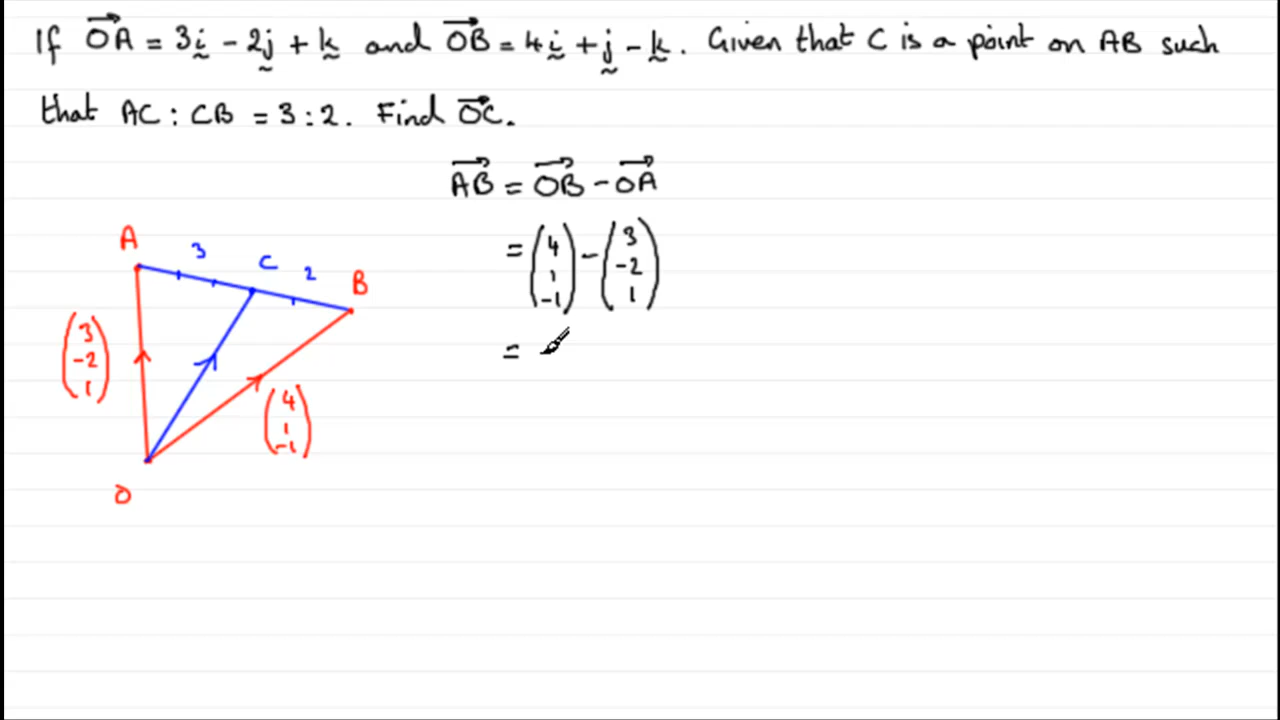 If OA = 3i - 2j + k and OB = 4i + j - k. Given that C is a point on AB such
that AC : CB = 3 : 2. Find OC.
AB = OB - OA
= (4 1 -1) - (3 -2 1)
=
A
3
C
2
B
(3 -2 1)
(4 1 -1)
O